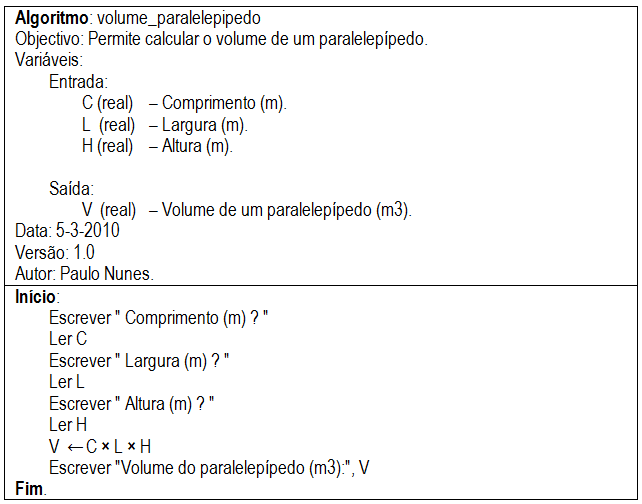 Algoritmo: volume_paralelepipedo
Objectivo: Permite calcular o volume de um paralelepípedo.
Variáveis:
Entrada:
C (real) – Comprimento (m).
L (real) – Largura (m).
H (real) – Altura (m).
Saída:
V (real) – Volume de um paralelepípedo (m3).
Data: 5-3-2010
Versão: 1.0
Autor: Paulo Nunes.
Início:
Escrever " Comprimento (m) ? "
Ler C
Escrever " Largura (m) ? "
Ler L
Escrever " Altura (m) ? "
Ler H
V ← C × L × H
Escrever "Volume do paralelepípedo (m3):", V
Fim.